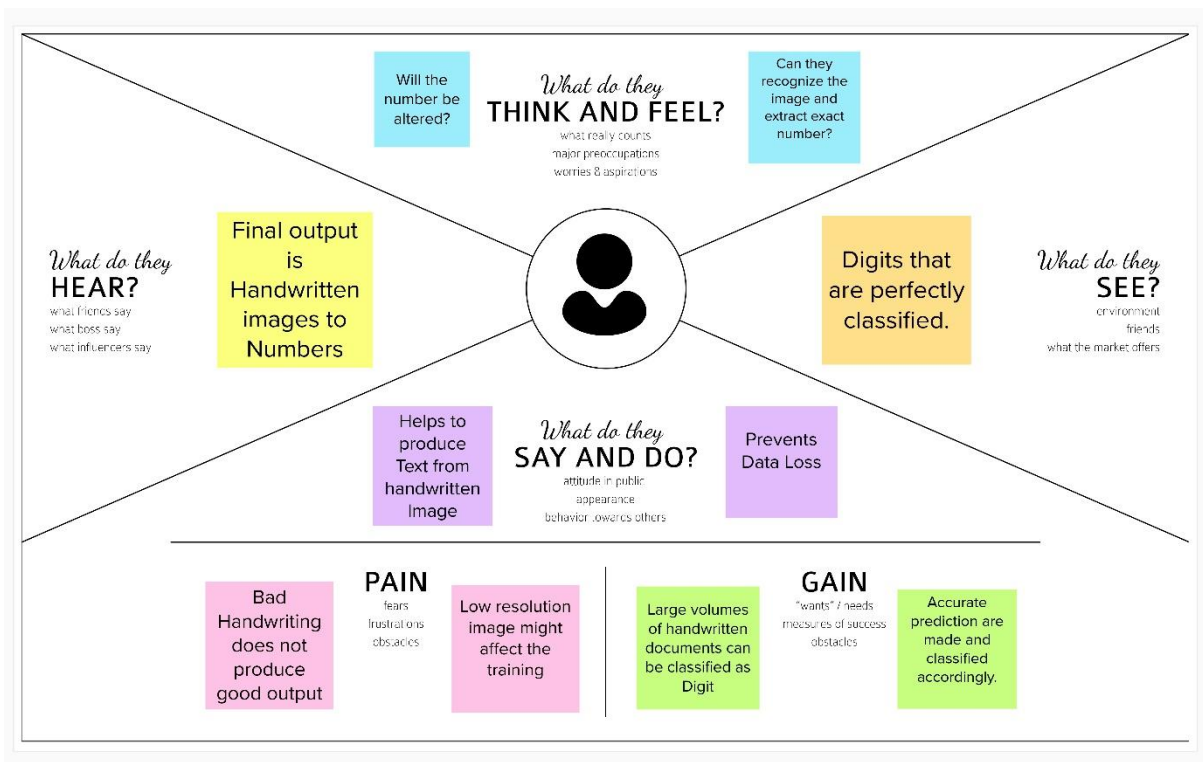 Will the
number be
altered?
What do they
THINK AND FEEL?
what really counts
major preoccupations
worries & aspirations
Can they
recognize the
image and
extract exact
number?
What do they
HEAR?
what friends say
what boss say
what influencers say
Final output
is
Handwritten
images to
Numbers
Digits that
are perfectly
classified.
What do they
SEE?
environment
friends
what the market offers
Helps to
produce
Text from
handwritten
Image
What do they
SAY AND DO?
attitude in public
appearance
behavior towards others
Prevents
Data Loss
Bad
Handwriting
does not
produce
good output
PAIN
fears
frustrations
obstacles
Low resolution
image might
affect the
training
Large volumes
of handwritten
documents can
be classified as
Digit
GAIN
"wants" / needs
measures of success
obstacles
Accurate
prediction are
made and
classified
accordingly.